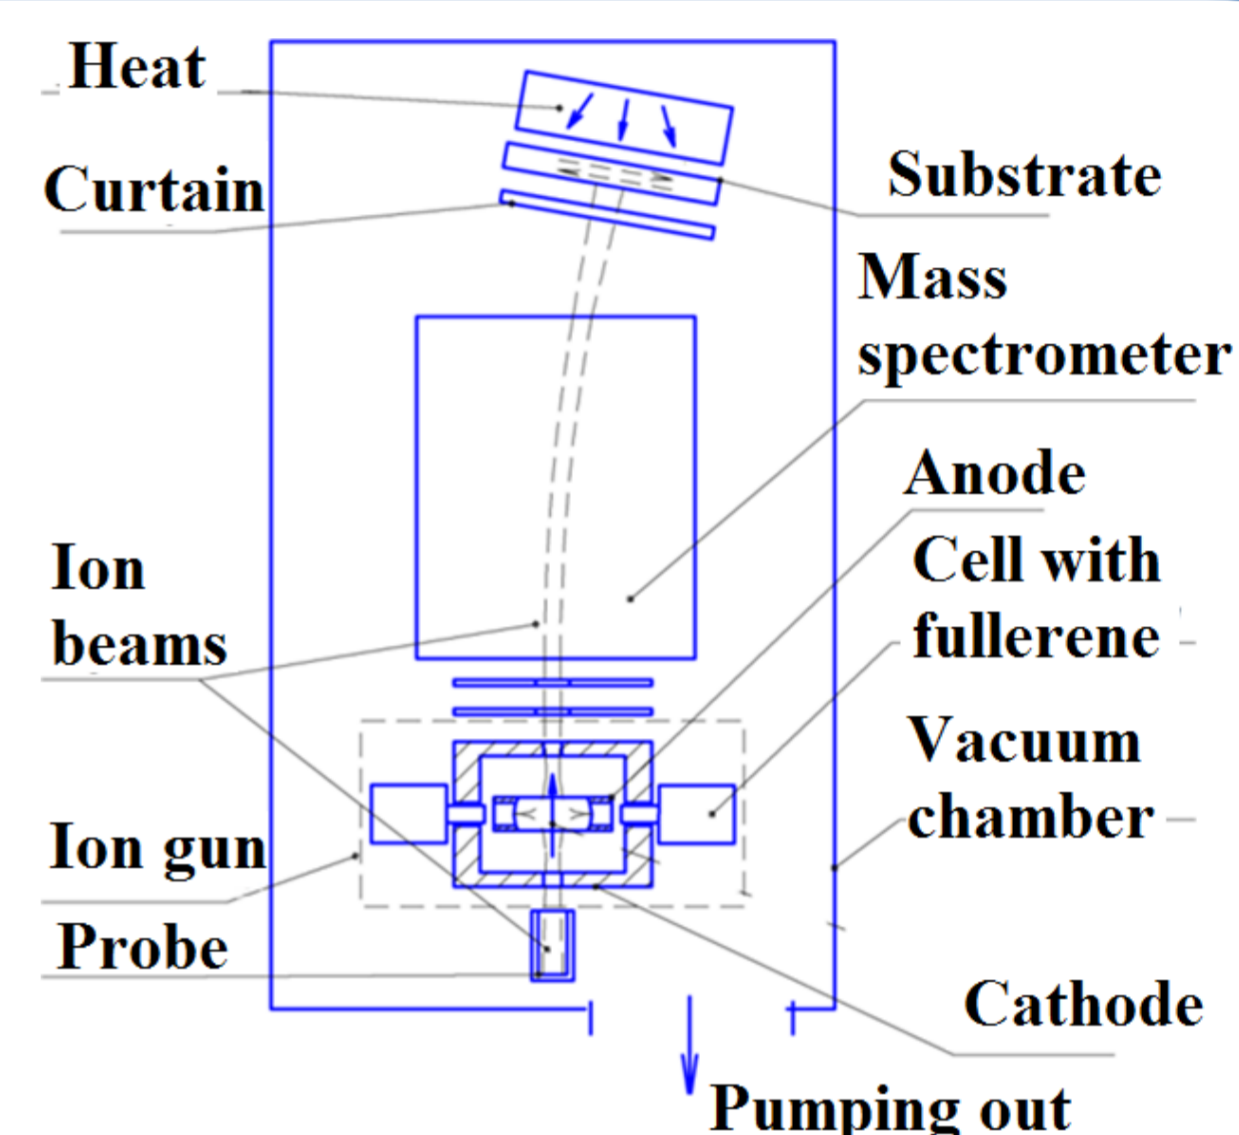 Heat
Curtain
Substrate
Mass
spectrometer
Anode
Cell with
fullerene
Ion
beams
Vacuum
chamber
Ion gun
Probe
Cathode
Pumping out